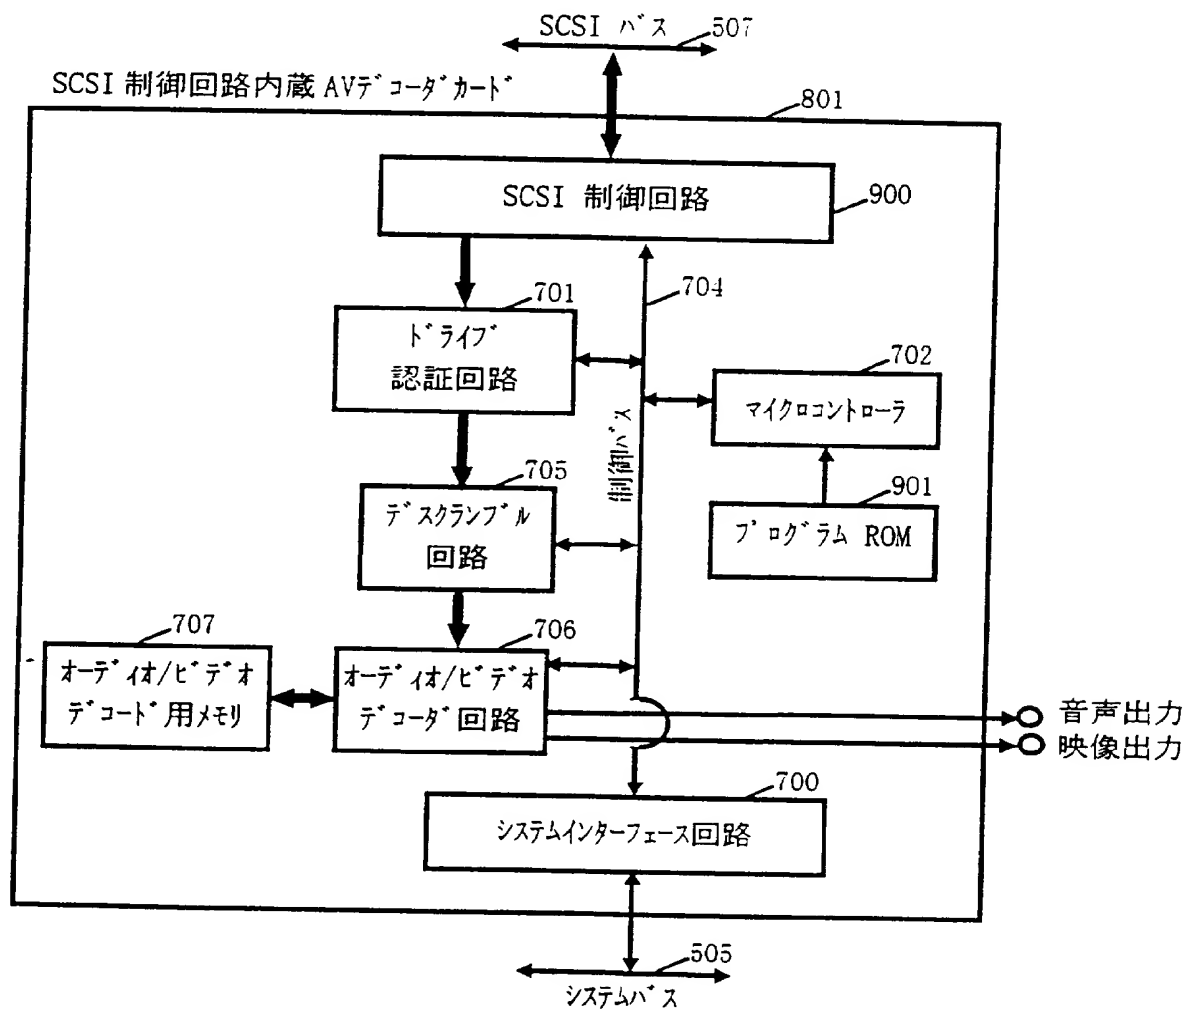 SCSI バス
507
SCSI 制御回路内蔵 AVデコーダカード
801
SCSI 制御回路
900
704
701
ドライブ
認証回路
702
マイクロコントローラ
制御バス
705
デスクランブル
回路
901
プログラム ROM
707
オーディオ/ビデオ
デコード用メモリ
706
オーディオ/ビデオ
デコーダ回路
音声出力
映像出力
700
システムインターフェース回路
505
システムバス